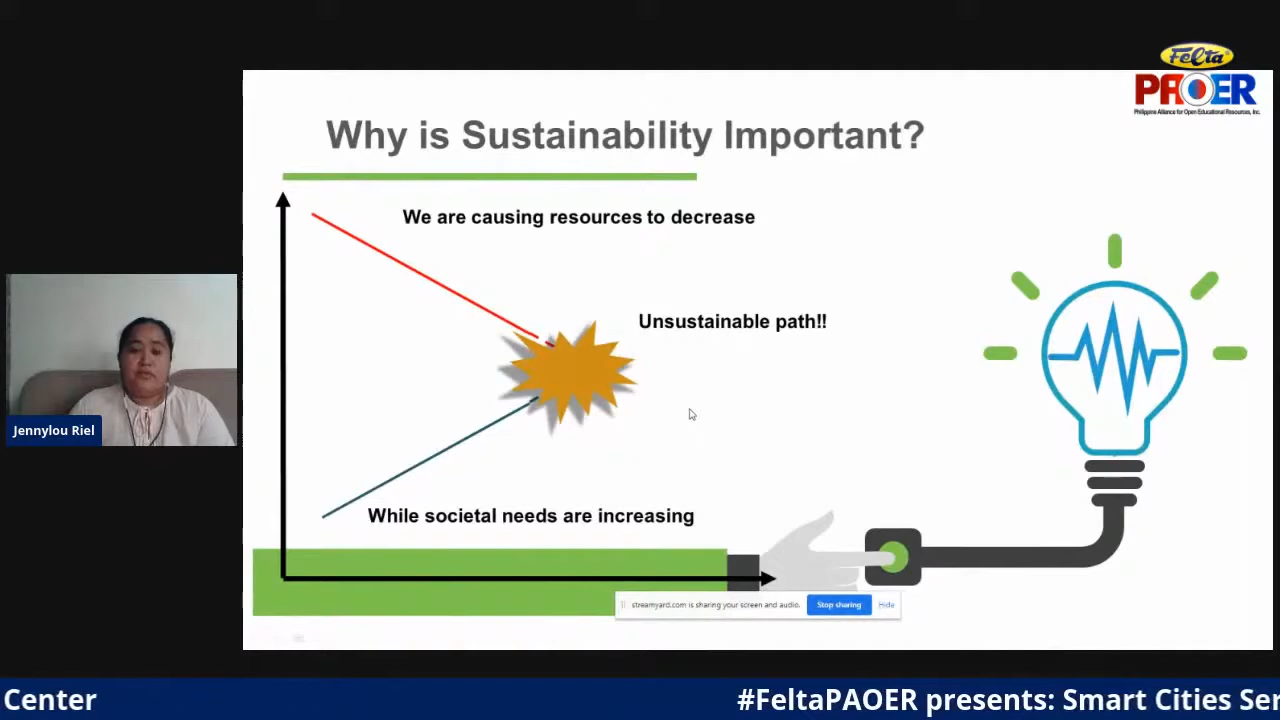 Felta
PAOER
Philippine Alliance for Open Educational Resources, Inc.
Why is Sustainability Important?
We are causing resources to decrease
Unsustainable path!!
While societal needs are increasing
Jennylou Riel
streamyard.com is sharing your screen and audio.
Stop sharing
Hide
Center
#FeltaPAOER presents: Smart Cities Ser